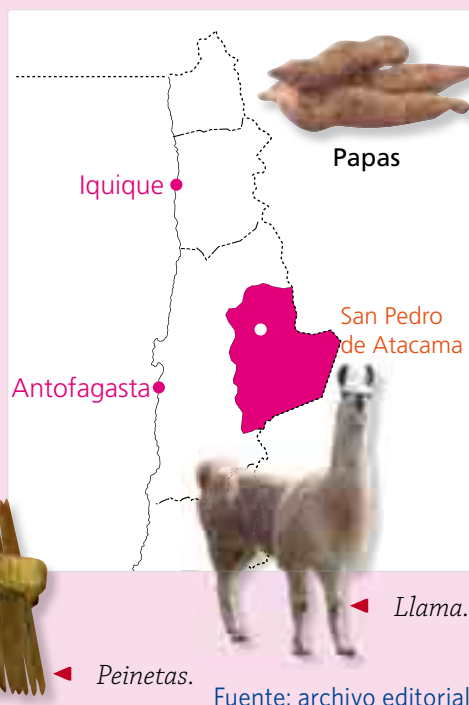 Papas
Iquique
San Pedro
de Atacama
Antofagasta
Llama.
Peinetas.
Fuente: archivo editorial